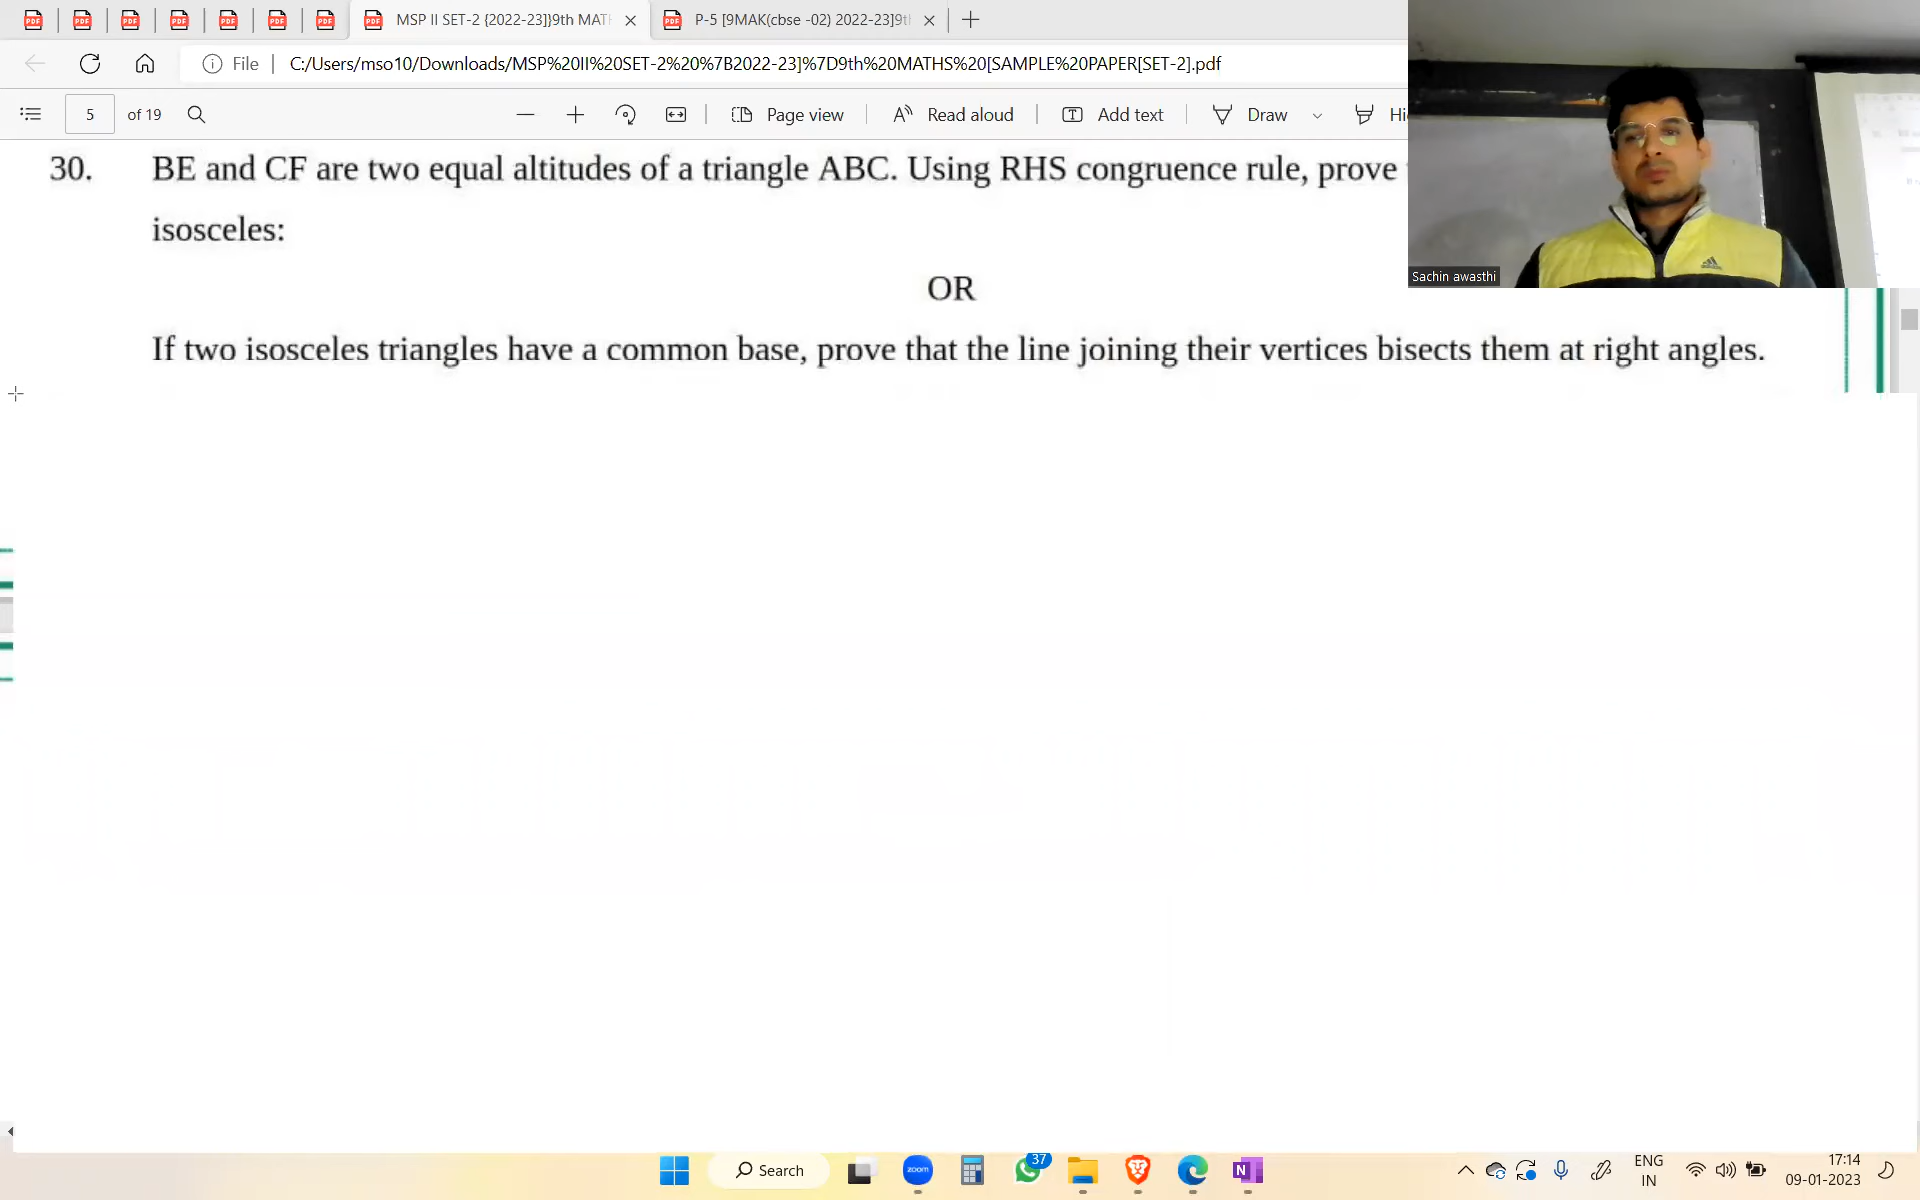 MSP II SET-2 {2022-23]}9th MAT
P-5 [9MAK(cbse -02) 2022-23]9t
File
C:/Users/mso10/Downloads/MSP%20II%20SET-2%20%7B2022-23]%7D9th%20MATHS%20[SAMPLE%20PAPER[SET-2].pdf
5 of 19
Page view
Read aloud
Add text
Draw
Hi
30. BE and CF are two equal altitudes of a triangle ABC. Using RHS congruence rule, prove
isosceles:
Sachin awasthi
OR
If two isosceles triangles have a common base, prove that the line joining their vertices bisects them at right angles.
Search
zoom
37
N
ENG
IN
17:14
09-01-2023